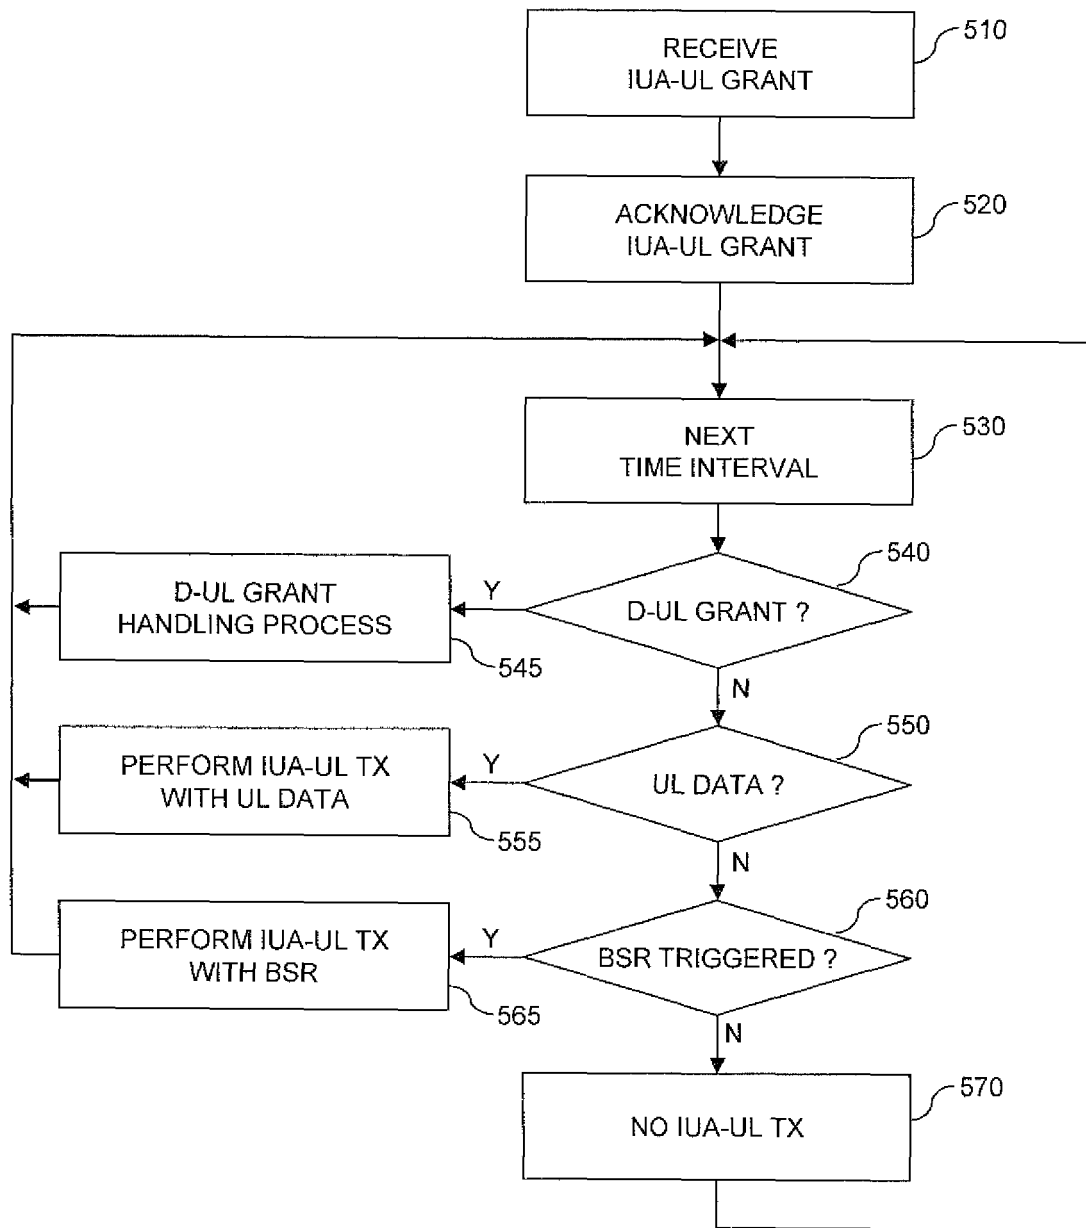 RECEIVE
IUA-UL GRANT
510
ACKNOWLEDGE
IUA-UL GRANT
520
NEXT
TIME INTERVAL
530
D-UL GRANT ?
540
Y
N
D-UL GRANT
HANDLING PROCESS
545
UL DATA ?
550
Y
N
PERFORM IUA-UL TX
WITH UL DATA
555
BSR TRIGGERED ?
560
Y
N
PERFORM IUA-UL TX
WITH BSR
565
NO IUA-UL TX
570